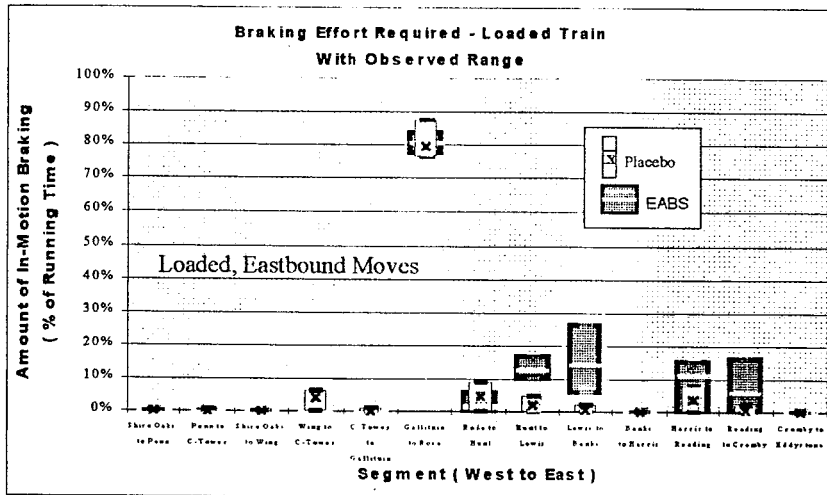 Braking Effort Required - Loaded Train
With Observed Range
Amount of In-Motion Braking
( % of Running Time )
100%
90%
80%
70%
60%
50%
40%
30%
20%
10%
0%
Placebo
EABS
Loaded, Eastbound Moves
Shire Oaks to Penn
Penn to C-Tower
Shire Oaks to Wing
Wing to C-Tower
C-Tower to Gallitzin
Gallitzin to Rose
to Hunt
Hunt to Lewis
Lewis to Banks
Banks to Harris
Harris to Reading
Reading to Cromby
Cromby to Eddystone
Segment ( West to East )